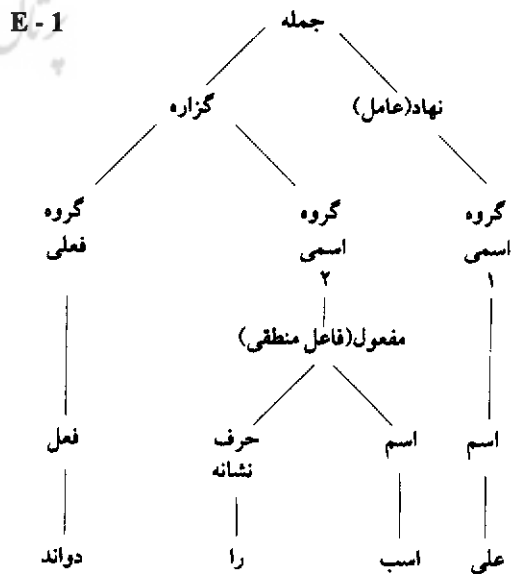 E - 1
جمله
نهاد(عامل) گزاره
گروه گروه گروه
اسمی اسمی فعلی
۱ ۲
مفعول(فاعل منطقی)
اسم اسم حرف فعل
نشانه
علی اسب را دواند